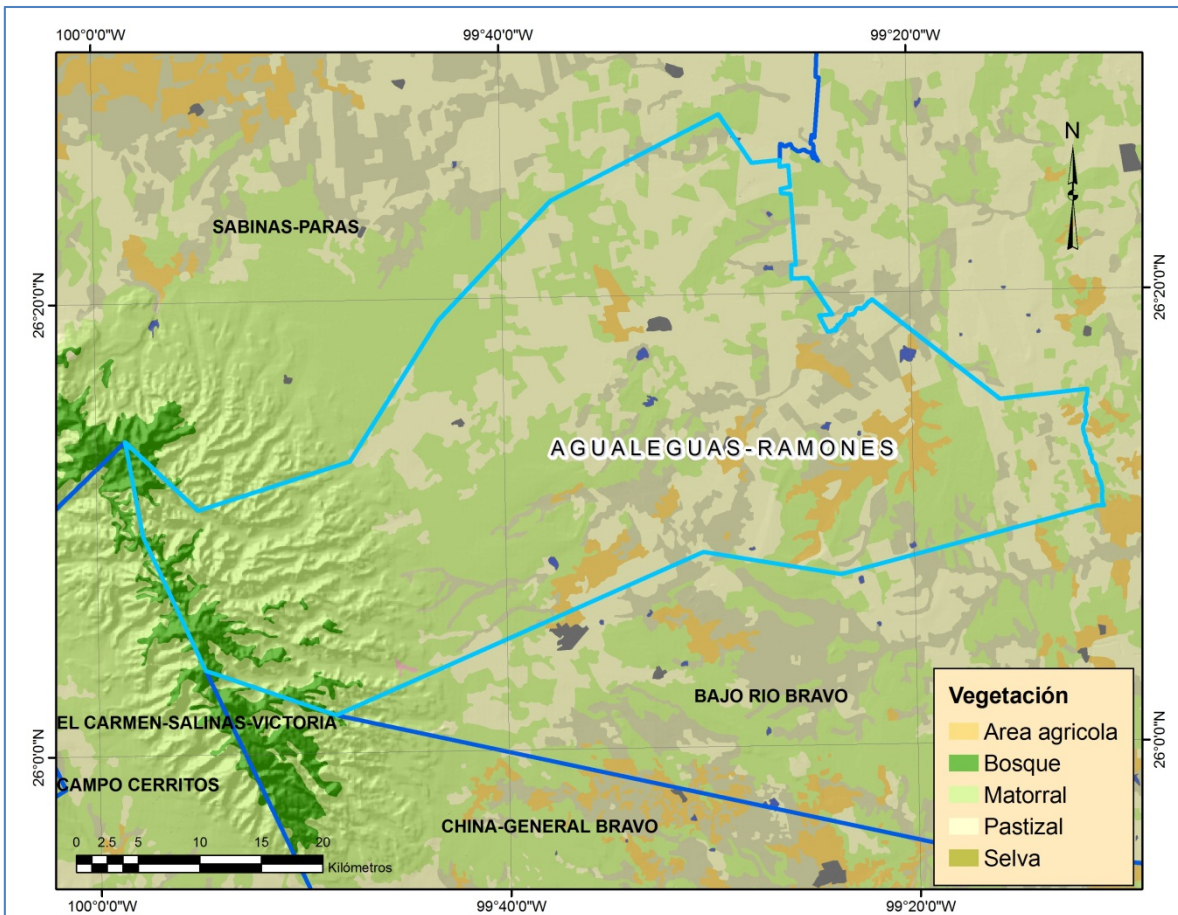 100°0'0"W
99°40'0"W
99°20'0"W
N
SABINAS-PARAS
26°20'0"N
26°20'0"N
AGUALEGUAS-RAMONES
BAJO RIO BRAVO
EL CARMEN-SALINAS-VICTORIA
26°0'0"N
26°0'0"N
CAMPO CERRITOS
CHINA-GENERAL BRAVO
Vegetación
Area agricola
Bosque
Matorral
Pastizal
Selva
0 2.5 5 10 15 20
Kilómetros
100°0'0"W
99°40'0"W
99°20'0"W